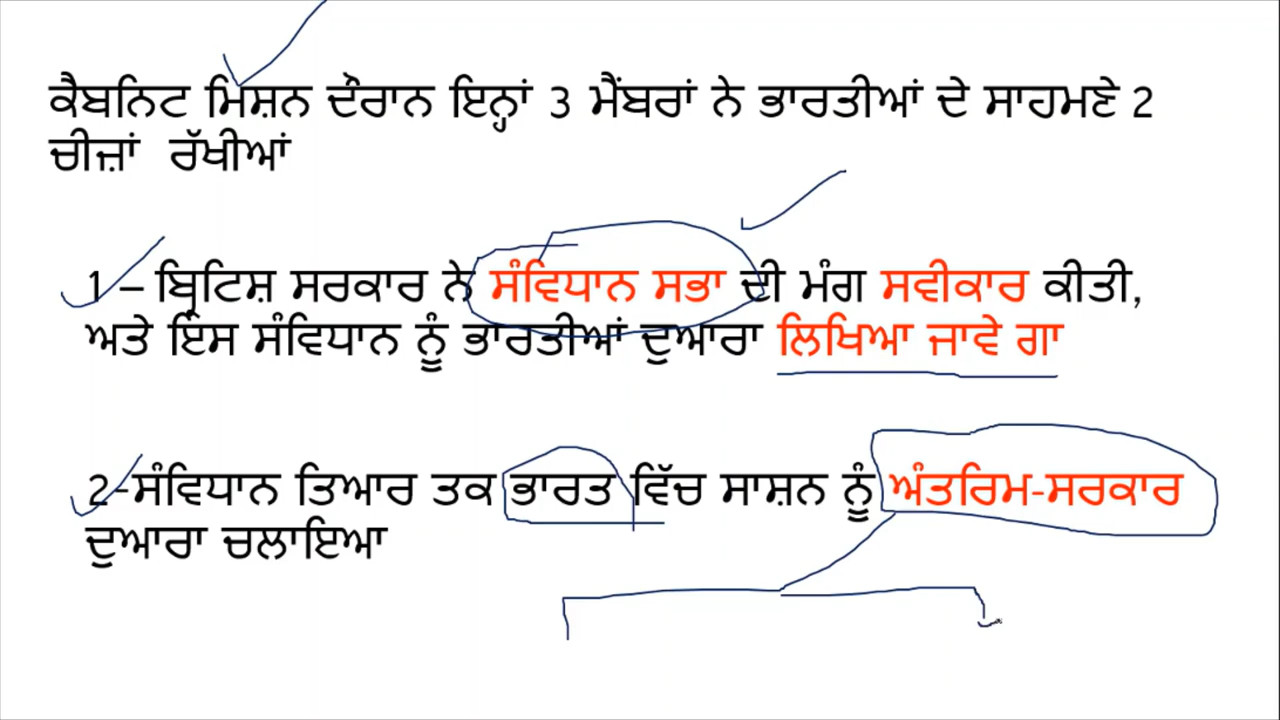 ਕੈਬਨਿਟ ਮਿਸ਼ਨ ਦੌਰਾਨ ਇਨ੍ਹਾਂ 3 ਮੈਂਬਰਾਂ ਨੇ ਭਾਰਤੀਆਂ ਦੇ ਸਾਹਮਣੇ 2
ਚੀਜ਼ਾਂ ਰੱਖੀਆਂ
1 – ਬ੍ਰਿਟਿਸ਼ ਸਰਕਾਰ ਨੇ ਸੰਵਿਧਾਨ ਸਭਾ ਦੀ ਮੰਗ ਸਵੀਕਾਰ ਕੀਤੀ,
ਅਤੇ ਇਸ ਸੰਵਿਧਾਨ ਨੂੰ ਭਾਰਤੀਆਂ ਦੁਆਰਾ ਲਿਖਿਆ ਜਾਵੇ ਗਾ
2-ਸੰਵਿਧਾਨ ਤਿਆਰ ਤਕ ਭਾਰਤ ਵਿੱਚ ਸਾਸ਼ਨ ਨੂੰ ਅੰਤਰਿਮ-ਸਰਕਾਰ
ਦੁਆਰਾ ਚਲਾਇਆ